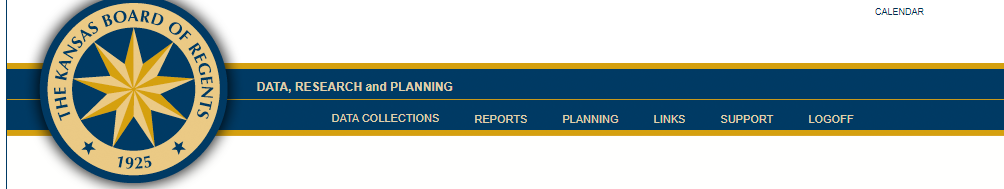 CALENDAR
THE KANSAS BOARD OF REGENTS
1925
DATA, RESEARCH and PLANNING
DATA COLLECTIONS REPORTS PLANNING LINKS SUPPORT LOGOFF